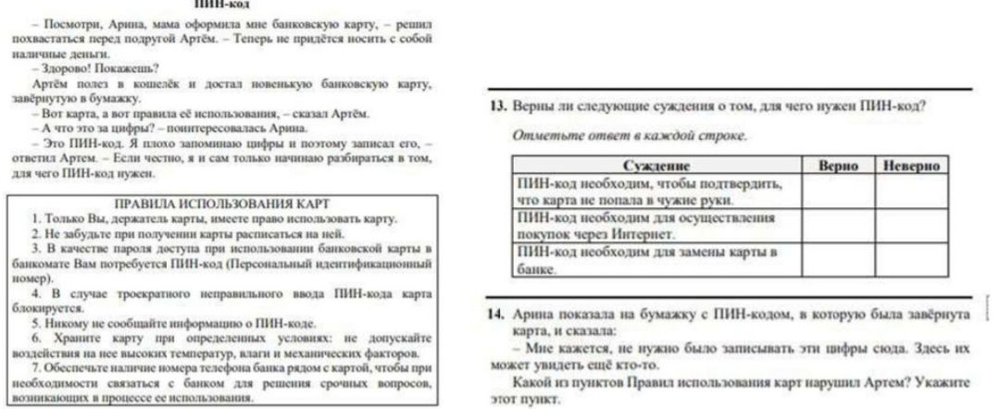 ПИН-код
– Посмотри, Арина, мама оформила мне банковскую карту, – решил
похвастаться перед подругой Артём. – Теперь не придётся носить с собой
наличные деньги.
– Здорово! Покажешь?
Артём полез в кошелёк и достал новенькую банковскую карту,
завёрнутую в бумажку.
– Вот карта, а вот правила её использования, – сказал Артём.
– А что это за цифры? – поинтересовалась Арина.
– Это ПИН-код. Я плохо запоминаю цифры и поэтому записал его, –
ответил Артем. – Если честно, я и сам только начинаю разбираться в том,
для чего ПИН-код нужен.
ПРАВИЛА ИСПОЛЬЗОВАНИЯ КАРТ
1. Только Вы, держатель карты, имеете право использовать карту.
2. Не забудьте при получении карты расписаться на ней.
3. В качестве пароля доступа при использовании банковской карты в
банкомате Вам потребуется ПИН-код (Персональный идентификационный
номер).
4. В случае троекратного неправильного ввода ПИН-кода карта
блокируется.
5. Никому не сообщайте информацию о ПИН-коде.
6. Храните карту при определенных условиях: не допускайте
воздействия на нее высоких температур, влаги и механических факторов.
7. Обеспечьте наличие номера телефона банка рядом с картой, чтобы при
необходимости связаться с банком для решения срочных вопросов,
возникающих в процессе ее использования.
13. Верны ли следующие суждения о том, для чего нужен ПИН-код?
Отметьте ответ в каждой строке.
Суждение Верно Неверно
ПИН-код необходим, чтобы подтвердить,
что карта не попала в чужие руки.
ПИН-код необходим для осуществления
покупок через Интернет.
ПИН-код необходим для замены карты в
банке.
14. Арина показала на бумажку с ПИН-кодом, в которую была завёрнута
карта, и сказала:
– Мне кажется, не нужно было записывать эти цифры сюда. Здесь их
может увидеть ещё кто-то.
Какой из пунктов Правил использования карт нарушил Артем? Укажите
этот пункт.